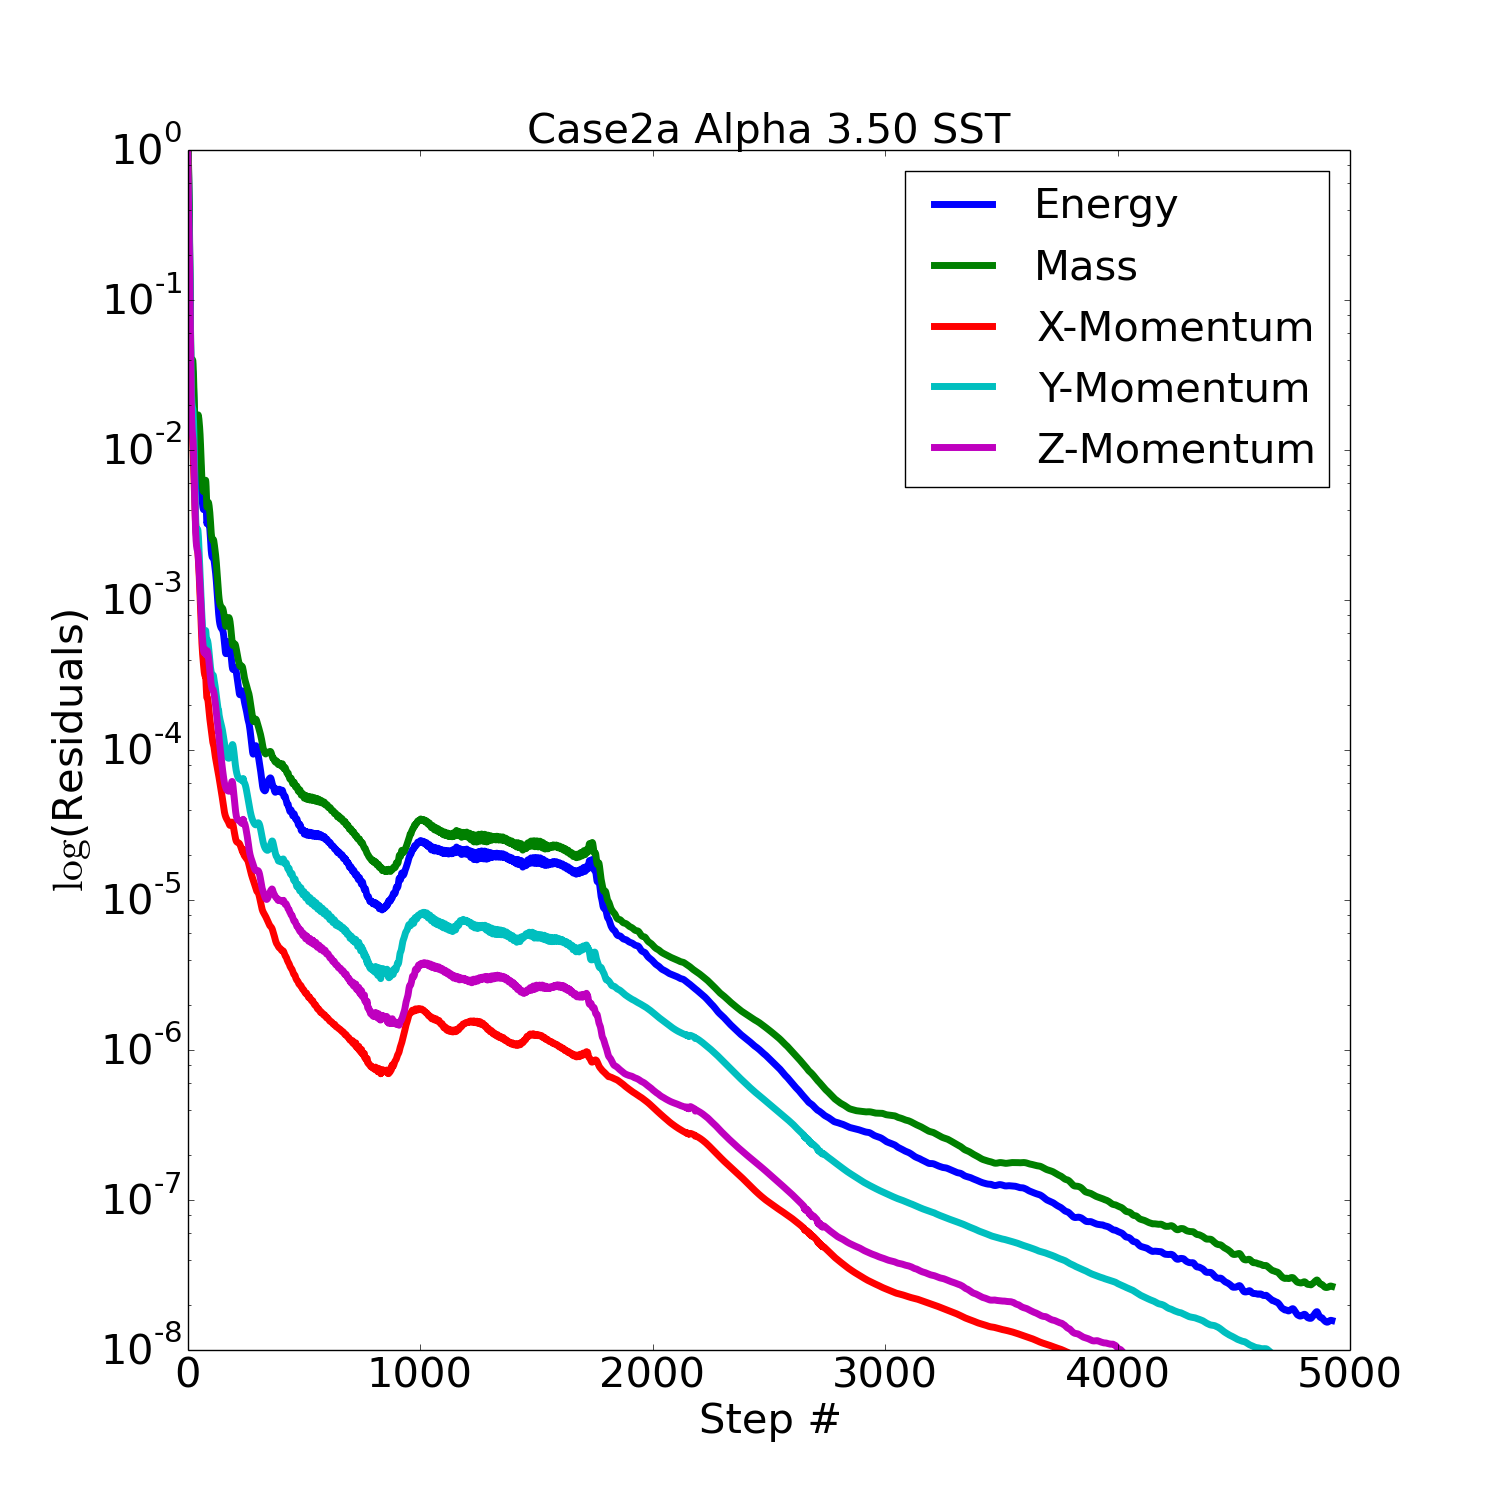 Case2a Alpha 3.50 SST
10^0
10^-1
10^-2
10^-3
10^-4
10^-5
10^-6
10^-7
10^-8
log(Residuals)
Energy
Mass
X-Momentum
Y-Momentum
Z-Momentum
0 1000 2000 3000 4000 5000
Step #